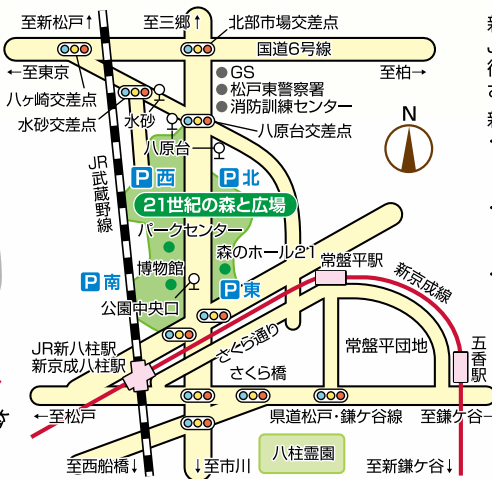 至新松戸↑
至三郷↑
北部市場交差点
国道6号線
←至東京
至柏→
八ヶ崎交差点
GS
松戸東警察署
消防訓練センター
水砂交差点
水砂
八原台交差点
八原台
N
JR武蔵野線
P西
P北
21世紀の森と広場
パークセンター
森のホール21
博物館
常盤平駅
新京成線
P南
P東
公園中央口
さくら通り
JR新八柱駅
新京成八柱駅
常盤平団地
五香駅
さくら橋
←至松戸
県道松戸・鎌ケ谷線
至鎌ケ谷→
八柱霊園
至西船橋↓
↓至市川
至新鎌ケ谷↓